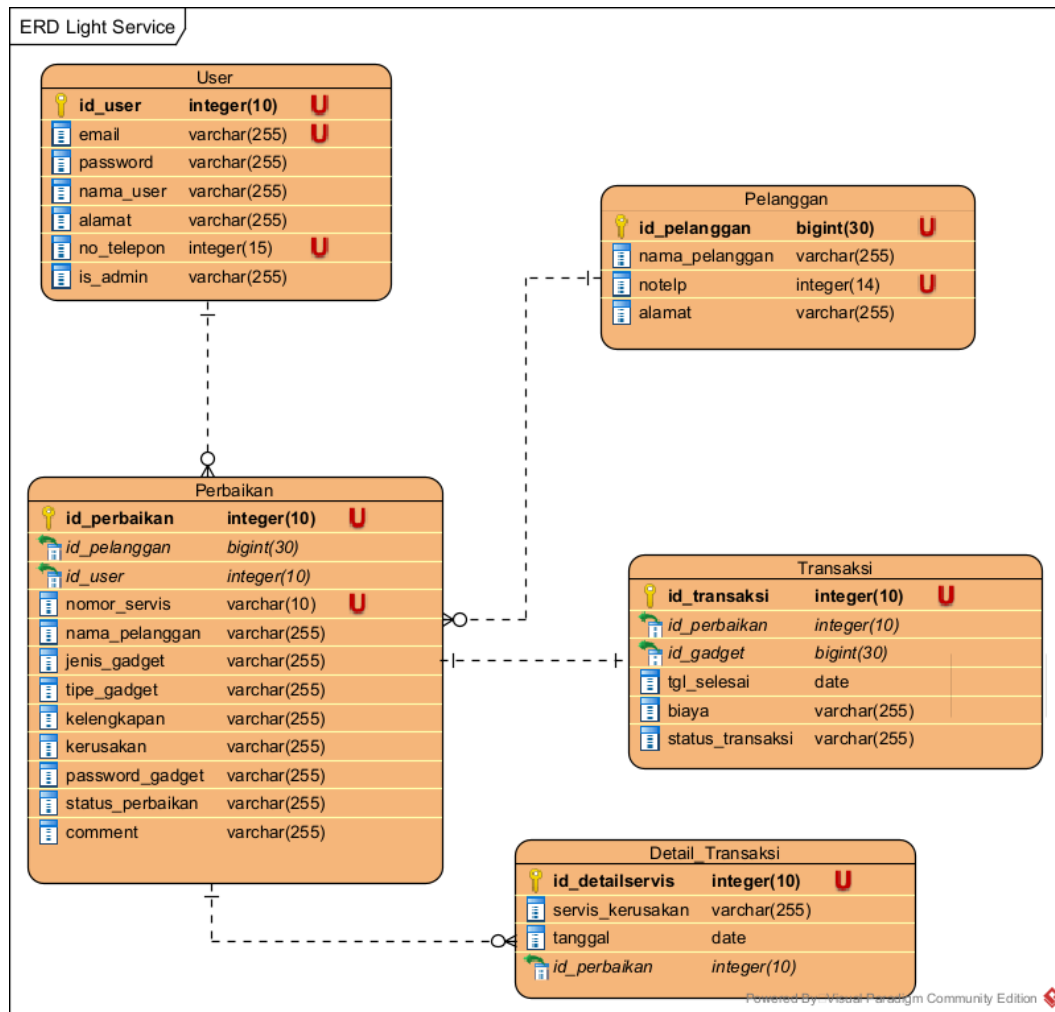 ERD Light Service
User
id_user integer(10) U
email varchar(255) U
password varchar(255)
nama_user varchar(255)
alamat varchar(255)
no_telepon integer(15) U
is_admin varchar(255)
Pelanggan
id_pelanggan bigint(30) U
nama_pelanggan varchar(255)
notelp integer(14) U
alamat varchar(255)
Perbaikan
id_perbaikan integer(10) U
id_pelanggan bigint(30)
id_user integer(10)
nomor_servis varchar(10) U
nama_pelanggan varchar(255)
jenis_gadget varchar(255)
tipe_gadget varchar(255)
kelengkapan varchar(255)
kerusakan varchar(255)
password_gadget varchar(255)
status_perbaikan varchar(255)
comment varchar(255)
Transaksi
id_transaksi integer(10) U
id_perbaikan integer(10)
id_gadget bigint(30)
tgl_selesai date
biaya varchar(255)
status_transaksi varchar(255)
Detail_Transaksi
id_detailservis integer(10) U
servis_kerusakan varchar(255)
tanggal date
id_perbaikan integer(10)
Powered By: Visual Paradigm Community Edition